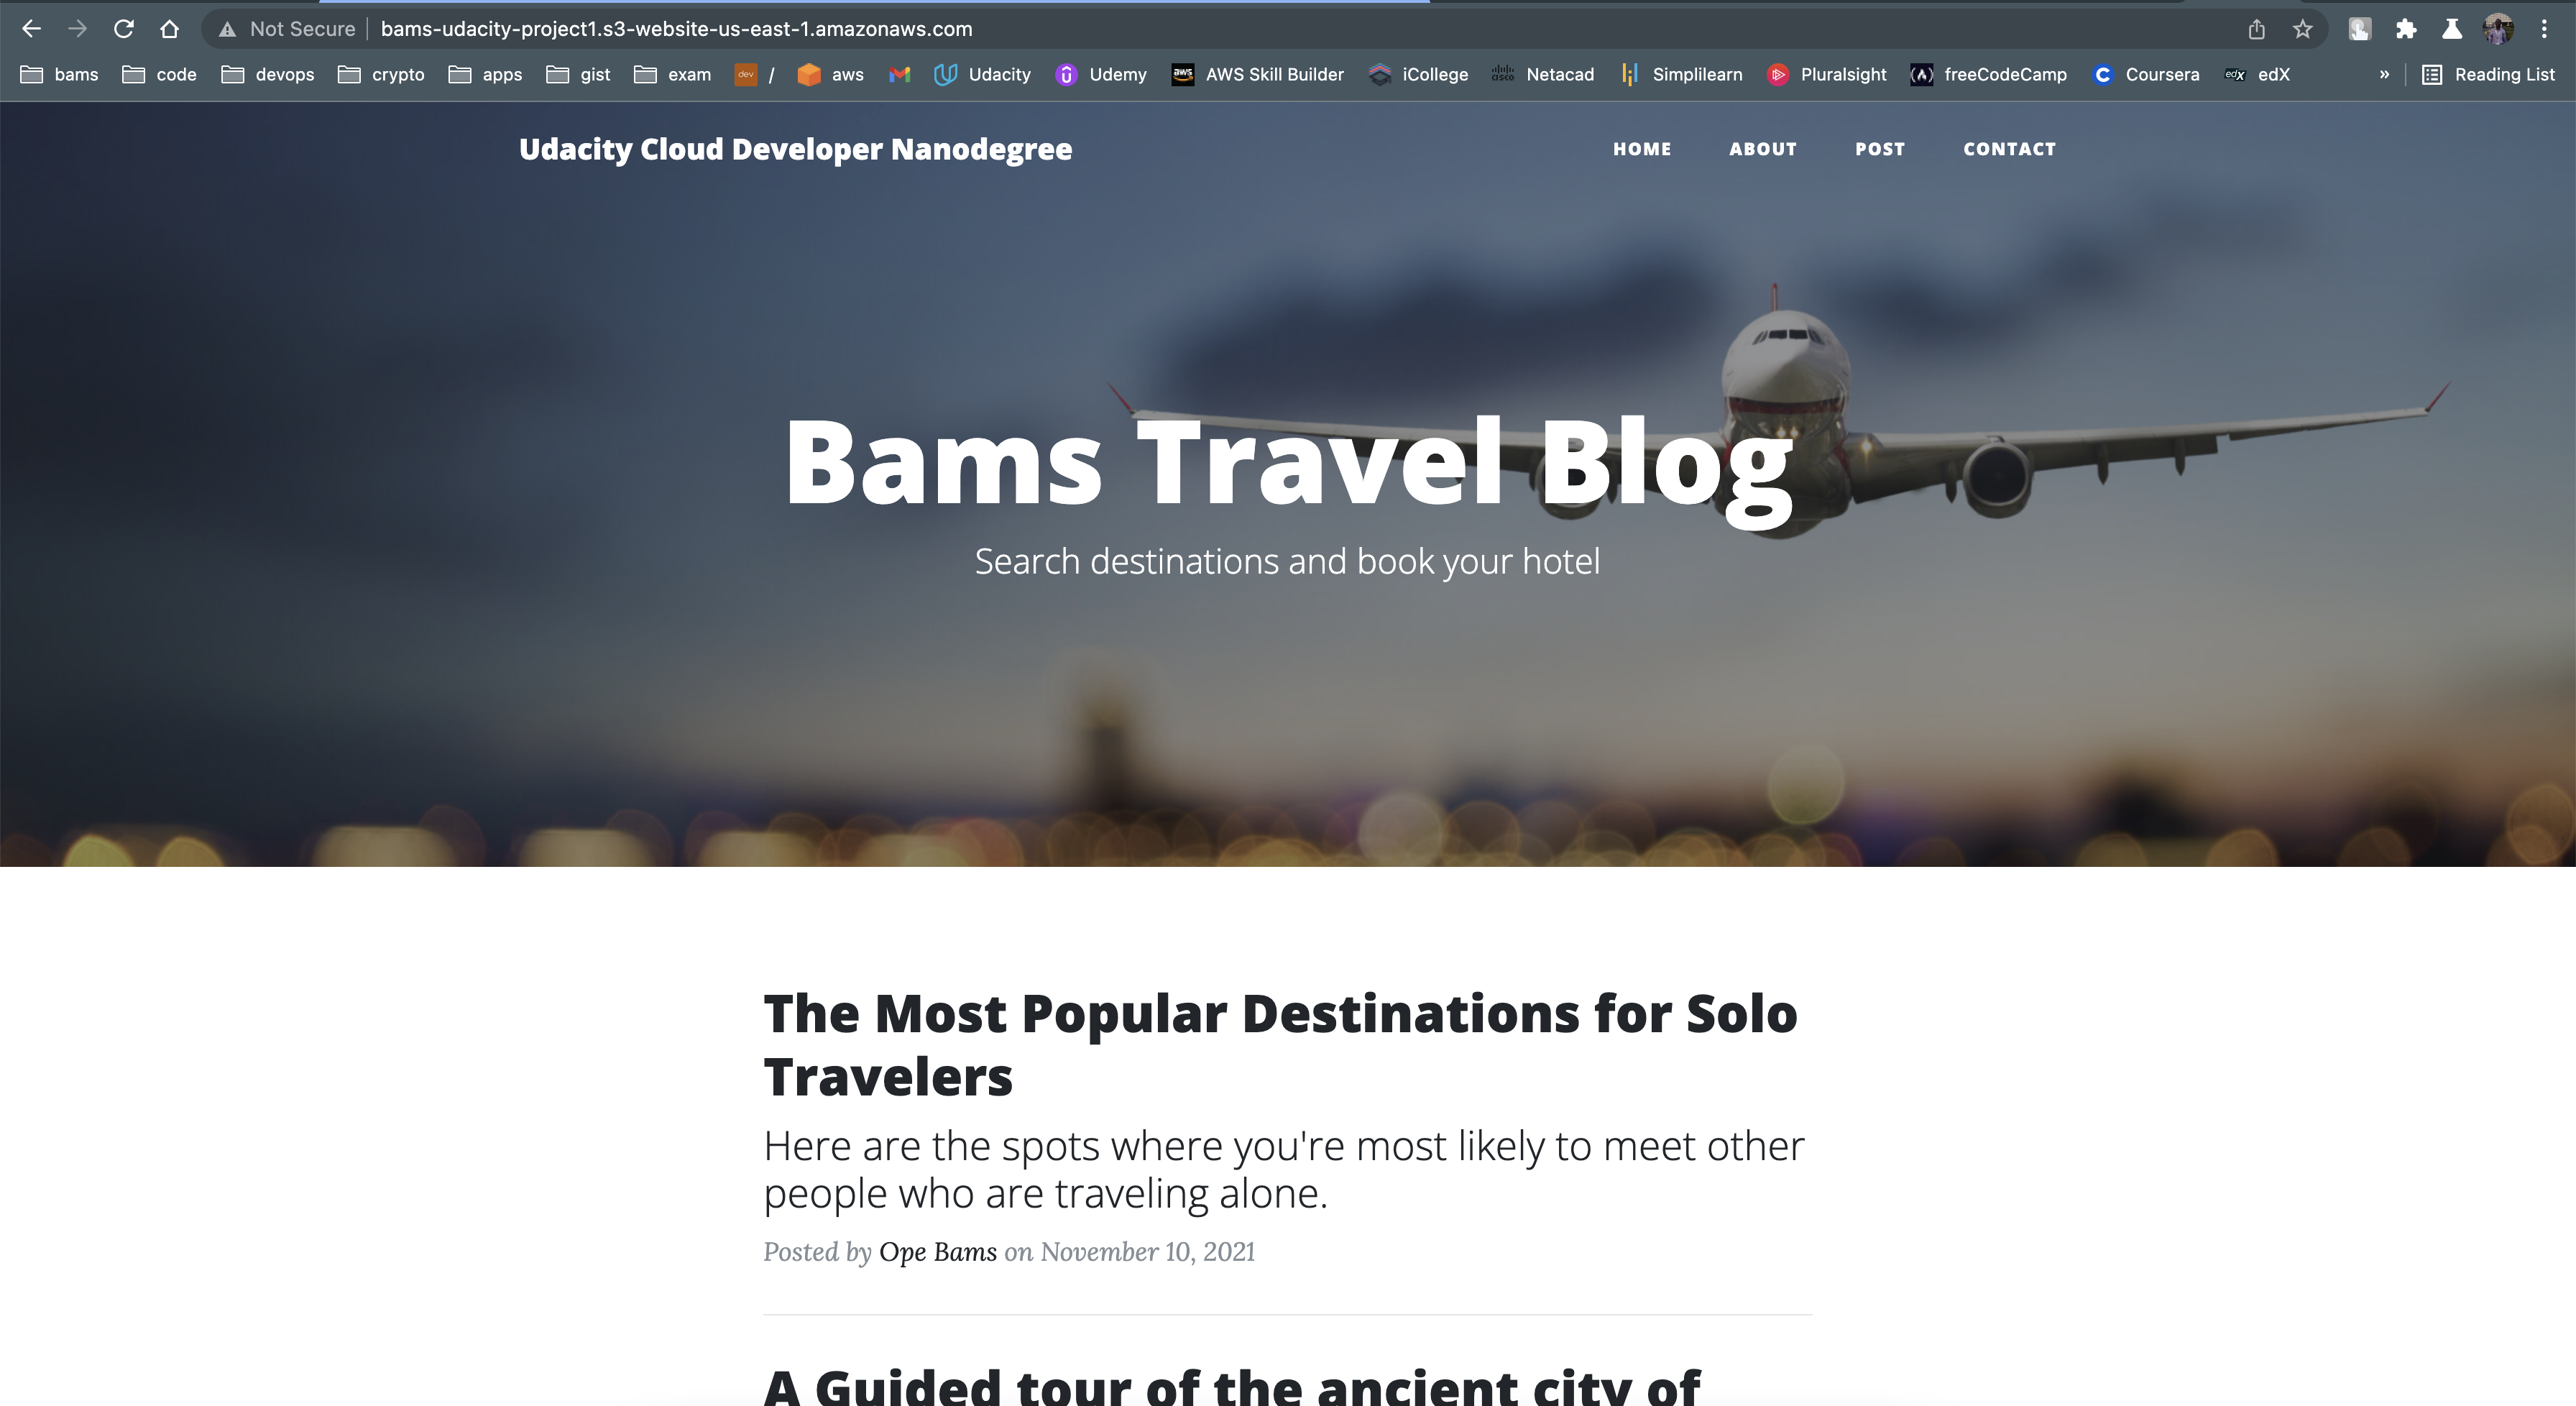 Not Secure bams-udacity-project1.s3-website-us-east-1.amazonaws.com
bams code devops crypto apps gist exam dev / aws Udacity Udemy aws AWS Skill Builder iCollege cisco Netacad Simplilearn Pluralsight freeCodeCamp Coursera edX edX » Reading List
Udacity Cloud Developer Nanodegree HOME ABOUT POST CONTACT
Bams Travel Blog
Search destinations and book your hotel
The Most Popular Destinations for Solo
Travelers
Here are the spots where you're most likely to meet other
people who are traveling alone.
Posted by Ope Bams on November 10, 2021
A Guided tour of the ancient city of